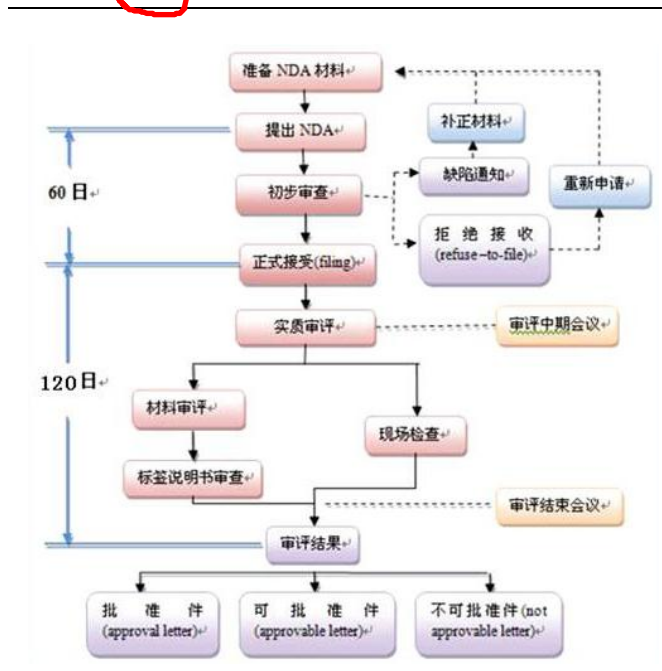 准备 NDA 材料
提出 NDA
补正材料
60 日
初步审查
缺陷通知
重新申请
拒绝接收
(refuse–to-file)
正式接受(filing)
实质审评
审评中期会议
120日
材料审评
现场检查
标签说明书审查
审评结束会议
审评结果
批准件
(approval letter)
可批准件
(approvable letter)
不可批准件(not
approvable letter)